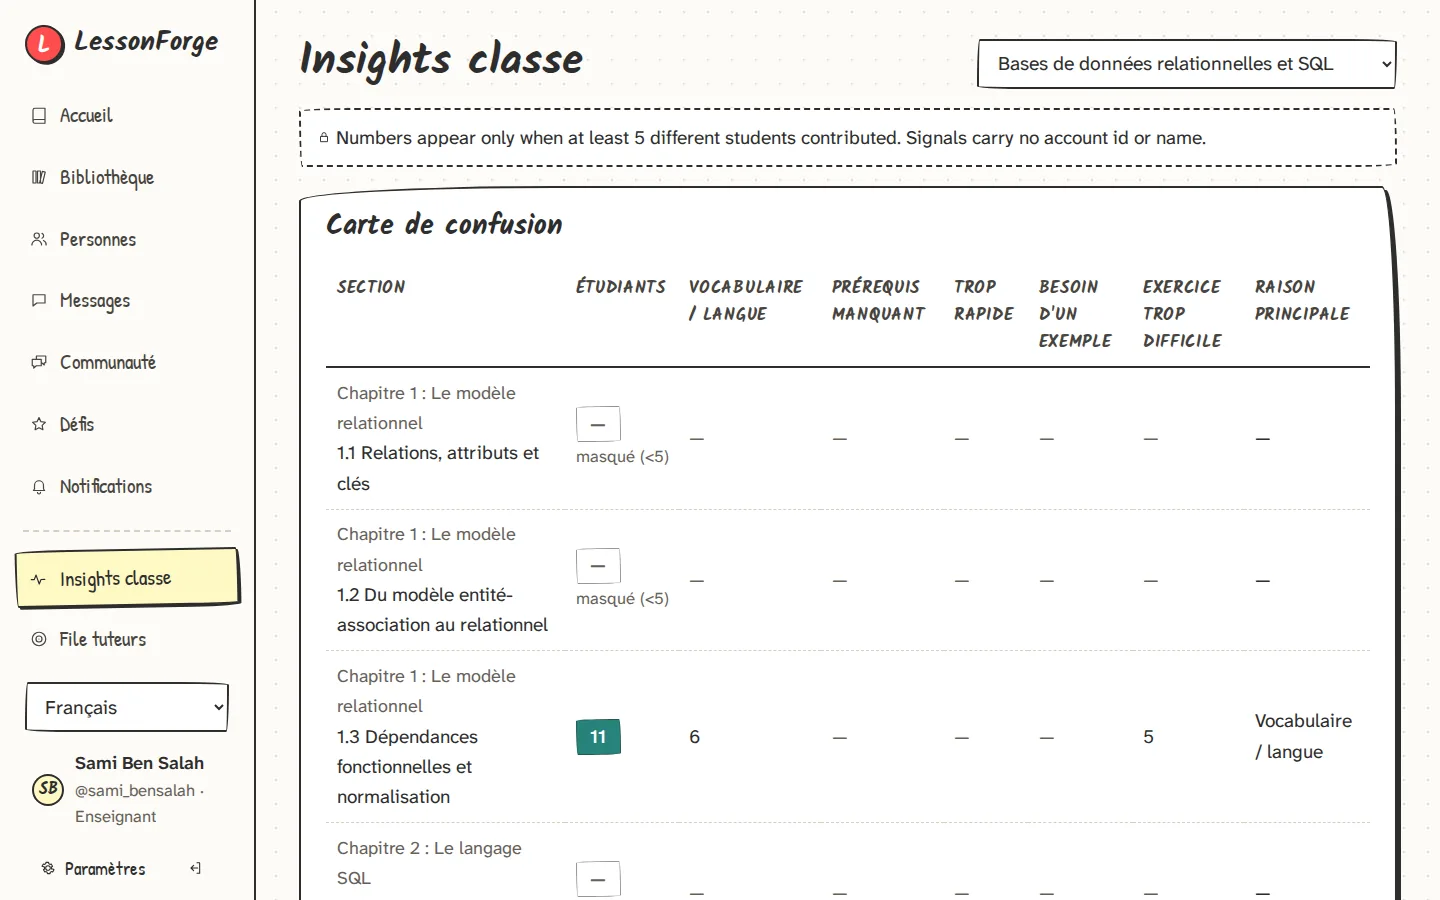 L LessonForge
Accueil
Bibliothèque
Personnes
Messages
Communauté
Défis
Notifications
Insights classe
File tuteurs
Français
SB
Sami Ben Salah
@sami_bensalah ·
Enseignant
Paramètres
Insights classe
Bases de données relationnelles et SQL
Numbers appear only when at least 5 different students contributed. Signals carry no account id or name.
Carte de confusion
SECTION
ÉTUDIANTS
VOCABULAIRE
/ LANGUE
PRÉREQUIS
MANQUANT
TROP
RAPIDE
BESOIN
D'UN
EXEMPLE
EXERCICE
TROP
DIFFICILE
RAISON
PRINCIPALE
Chapitre 1 : Le modèle
relationnel
1.1 Relations, attributs et
clés
—
masqué (<5)
— — — — — —
Chapitre 1 : Le modèle
relationnel
1.2 Du modèle entité-
association au relationnel
—
masqué (<5)
— — — — — —
Chapitre 1 : Le modèle
relationnel
1.3 Dépendances
fonctionnelles et
normalisation
11
6 — — — 5
Vocabulaire
/ langue
Chapitre 2 : Le langage
SQL
—
— — — — — —